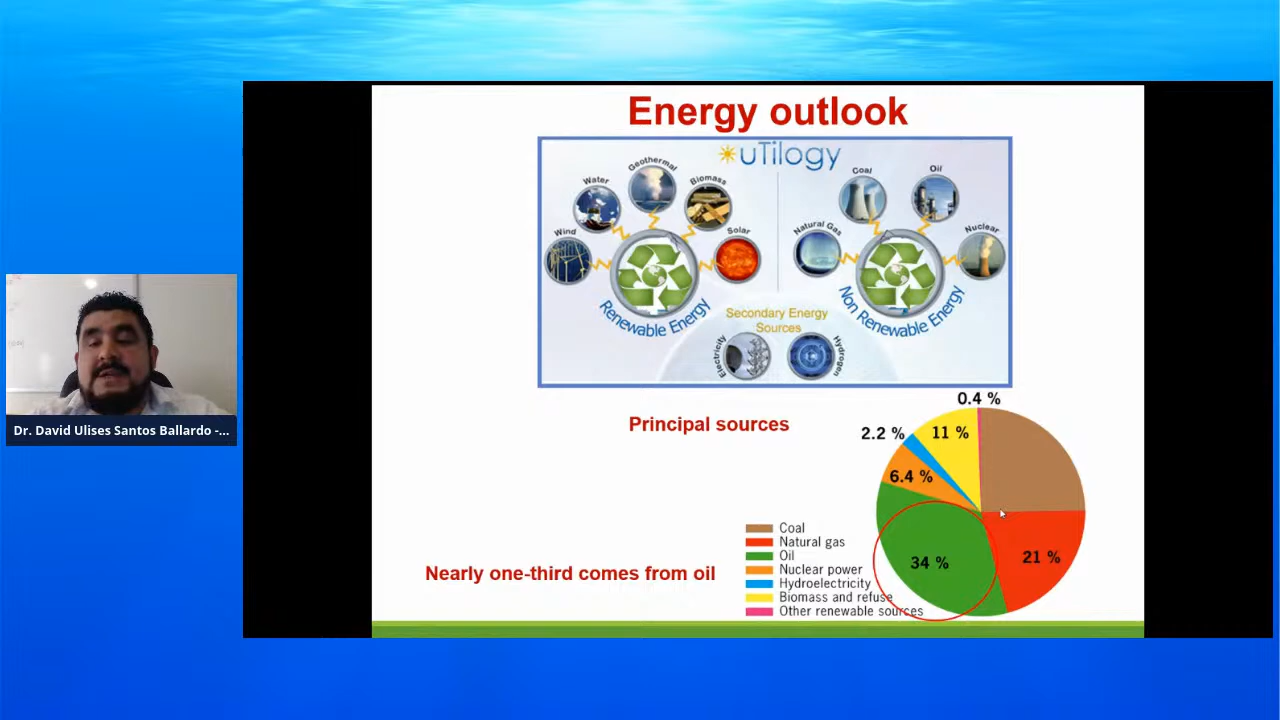 Energy outlook
uTilogy
Geothermal
Water
Biomass
Wind
Solar
Renewable Energy
Coal
Oil
Natural Gas
Nuclear
Non Renewable Energy
Secondary Energy
Sources
Electricity
Hydrogen
Principal sources
0.4 %
2.2 %
11 %
6.4 %
34 %
21 %
Coal
Natural gas
Oil
Nuclear power
Hydroelectricity
Biomass and refuse
Other renewable sources
Nearly one-third comes from oil
Dr. David Ulises Santos Ballardo -...